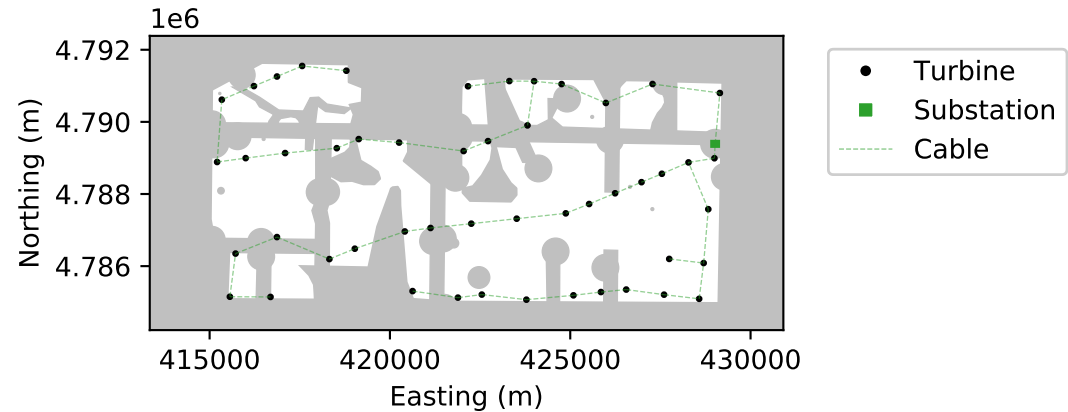 1e6
4.792
4.790
4.788
4.786
Northing (m)
415000 420000 425000 430000
Easting (m)
Turbine
Substation
Cable